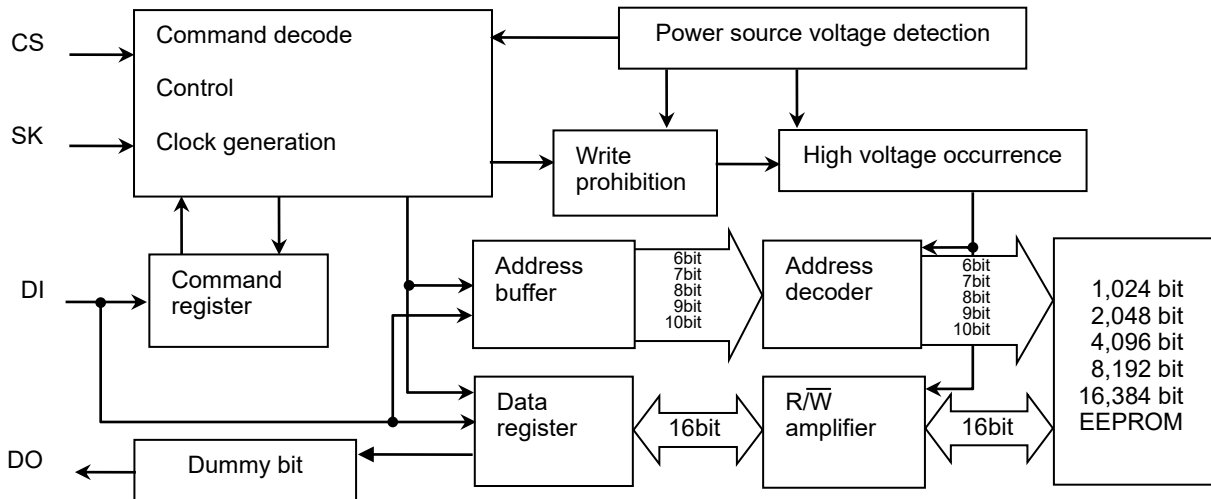 CS
Command decode
Control
SK
Clock generation
Power source voltage detection
Write
prohibition
High voltage occurrence
DI
Command
register
Address
buffer
6bit
7bit
8bit
9bit
10bit
Address
decoder
6bit
7bit
8bit
9bit
10bit
1,024 bit
2,048 bit
4,096 bit
8,192 bit
16,384 bit
EEPROM
Data
register
16bit
R/W̅
amplifier
16bit
DO
Dummy bit